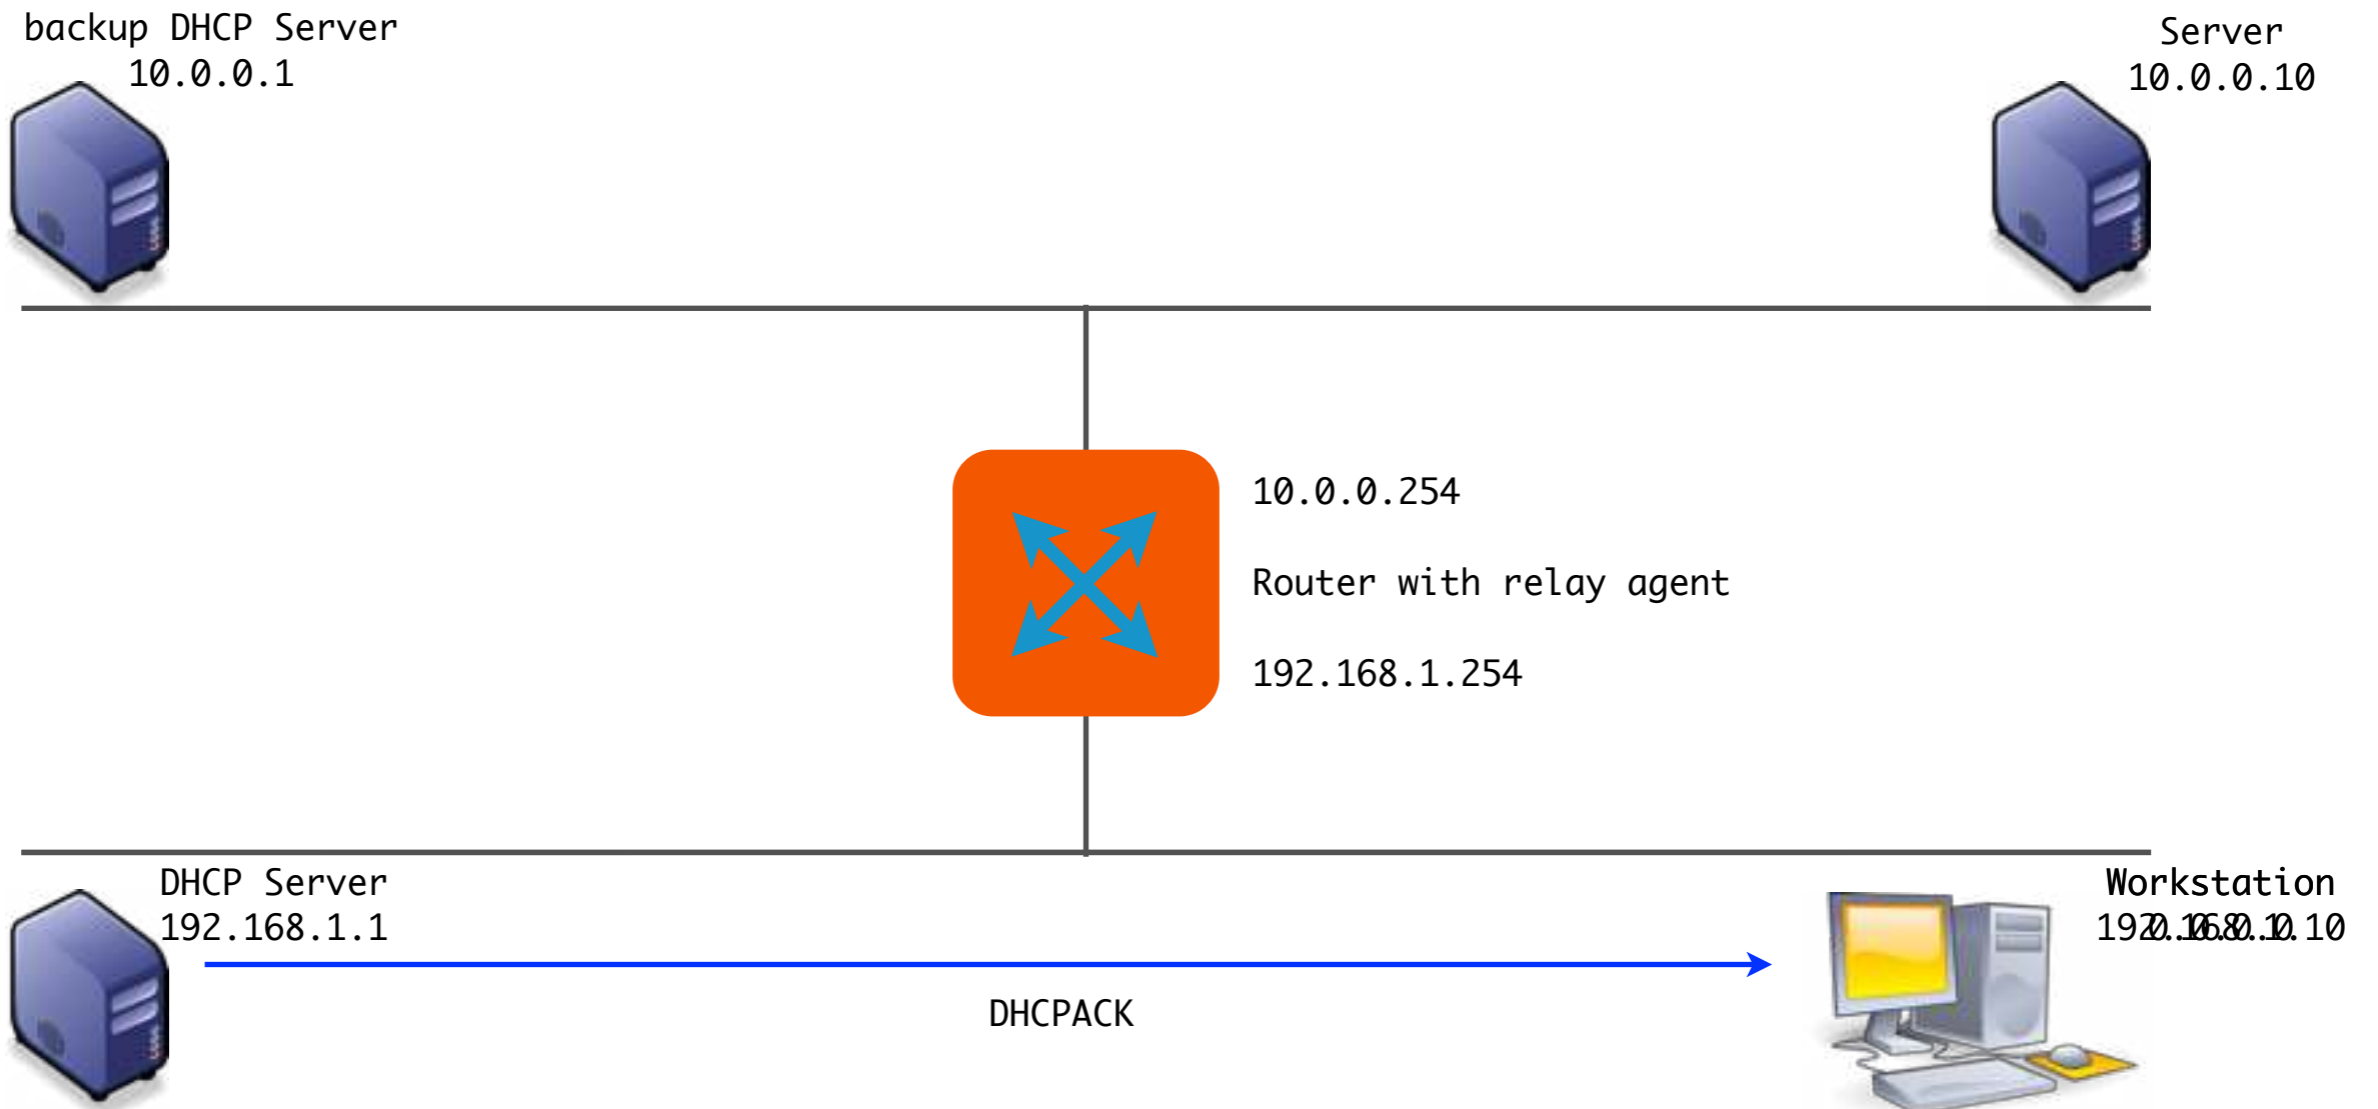 backup DHCP Server
10.0.0.1
Server
10.0.0.10
10.0.0.254
Router with relay agent
192.168.1.254
DHCP Server
192.168.1.1
Workstation
DHCPACK